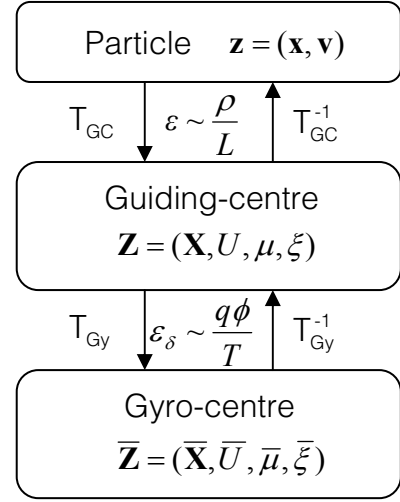 Particle z = (x, v)
T_GC ε ~ ρ/L T_GC^-1
Guiding-centre
Z = (X, U, μ, ξ)
T_Gy ε_δ ~ qϕ/T T_Gy^-1
Gyro-centre
Z̅ = (X̅, U̅, μ̅, ξ̅)